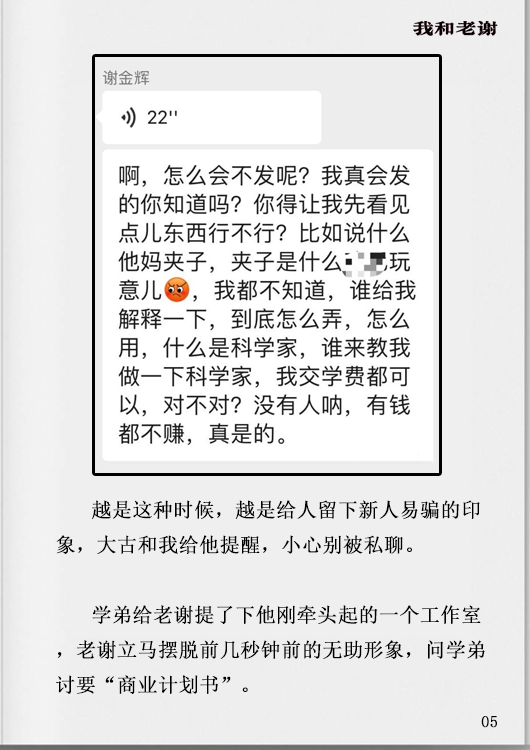 我和老谢
谢金辉
22''
啊，怎么会不发呢？我真会发
的你知道吗？你得让我先看见
点儿东西行不行？比如说什么
他妈夹子，夹子是什么玩
意儿😡，我都不知道，谁给我
解释一下，到底怎么弄，怎么
用，什么是科学家，谁来教我
做一下科学家，我交学费都可
以，对不对？没有人呐，有钱
都不赚，真是的。
越是这种时候，越是给人留下新人易骗的印
象，大古和我给他提醒，小心别被私聊。
学弟给老谢提了下他刚牵头起的一个工作室
，老谢立马摆脱前几秒钟前的无助形象，问学弟
讨要“商业计划书”。
05